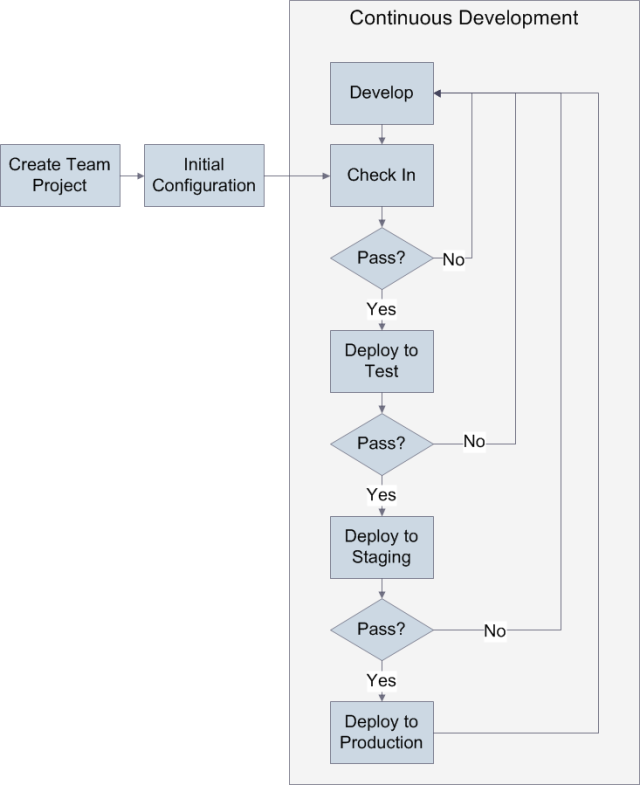 Continuous Development
Develop
Create Team
Project
Initial
Configuration
Check In
Pass?
No
Yes
Deploy to
Test
Pass?
No
Yes
Deploy to
Staging
Pass?
No
Yes
Deploy to
Production